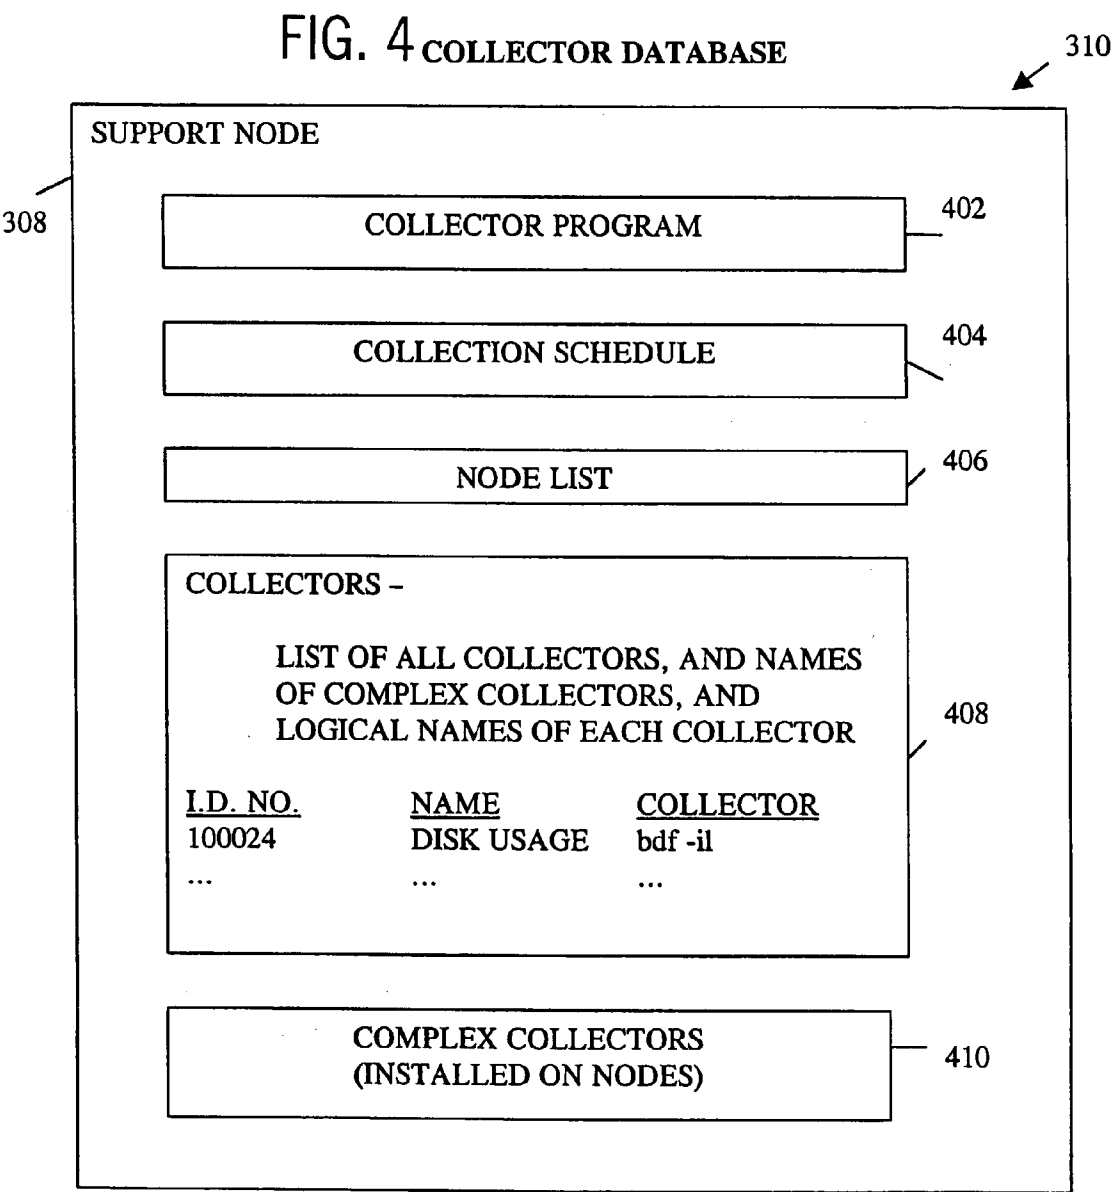 FIG. 4 COLLECTOR DATABASE
310
SUPPORT NODE
308
COLLECTOR PROGRAM
402
COLLECTION SCHEDULE
404
NODE LIST
406
COLLECTORS –
LIST OF ALL COLLECTORS, AND NAMES
OF COMPLEX COLLECTORS, AND
LOGICAL NAMES OF EACH COLLECTOR
408
I.D. NO. NAME COLLECTOR
100024 DISK USAGE bdf -il
... ... ...
COMPLEX COLLECTORS
(INSTALLED ON NODES)
410